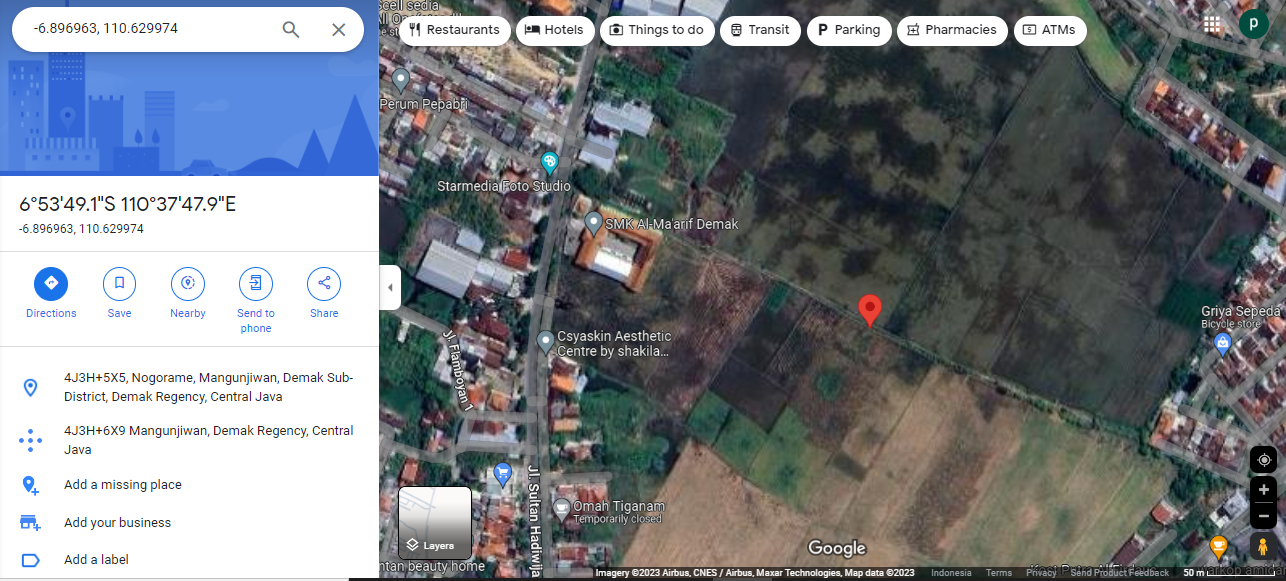 -6.896963, 110.629974
Restaurants
Hotels
Things to do
Transit
Parking
Pharmacies
ATMs
p
6°53'49.1"S 110°37'47.9"E
-6.896963, 110.629974
Directions
Save
Nearby
Send to
phone
Share
4J3H+5X5, Nogorame, Mangunjiwan, Demak Sub-
District, Demak Regency, Central Java
4J3H+6X9 Mangunjiwan, Demak Regency, Central
Java
Add a missing place
Add your business
Add a label
Perum Pepabri
Starmedia Foto Studio
SMK Al-Ma'arif Demak
Csyaskin Aesthetic
Centre by shakila...
Jl. Flamboyan 1
Jl. Sultan Hadiwija
Omah Tiganam
Temporarily closed
Griya Sepeda
Bicycle store
Layers
ntan beauty home
Google
Imagery ©2023 Airbus, CNES / Airbus, Maxar Technologies, Map data ©2023
Indonesia
Terms
Privacy
Send Product Feedback
50 m